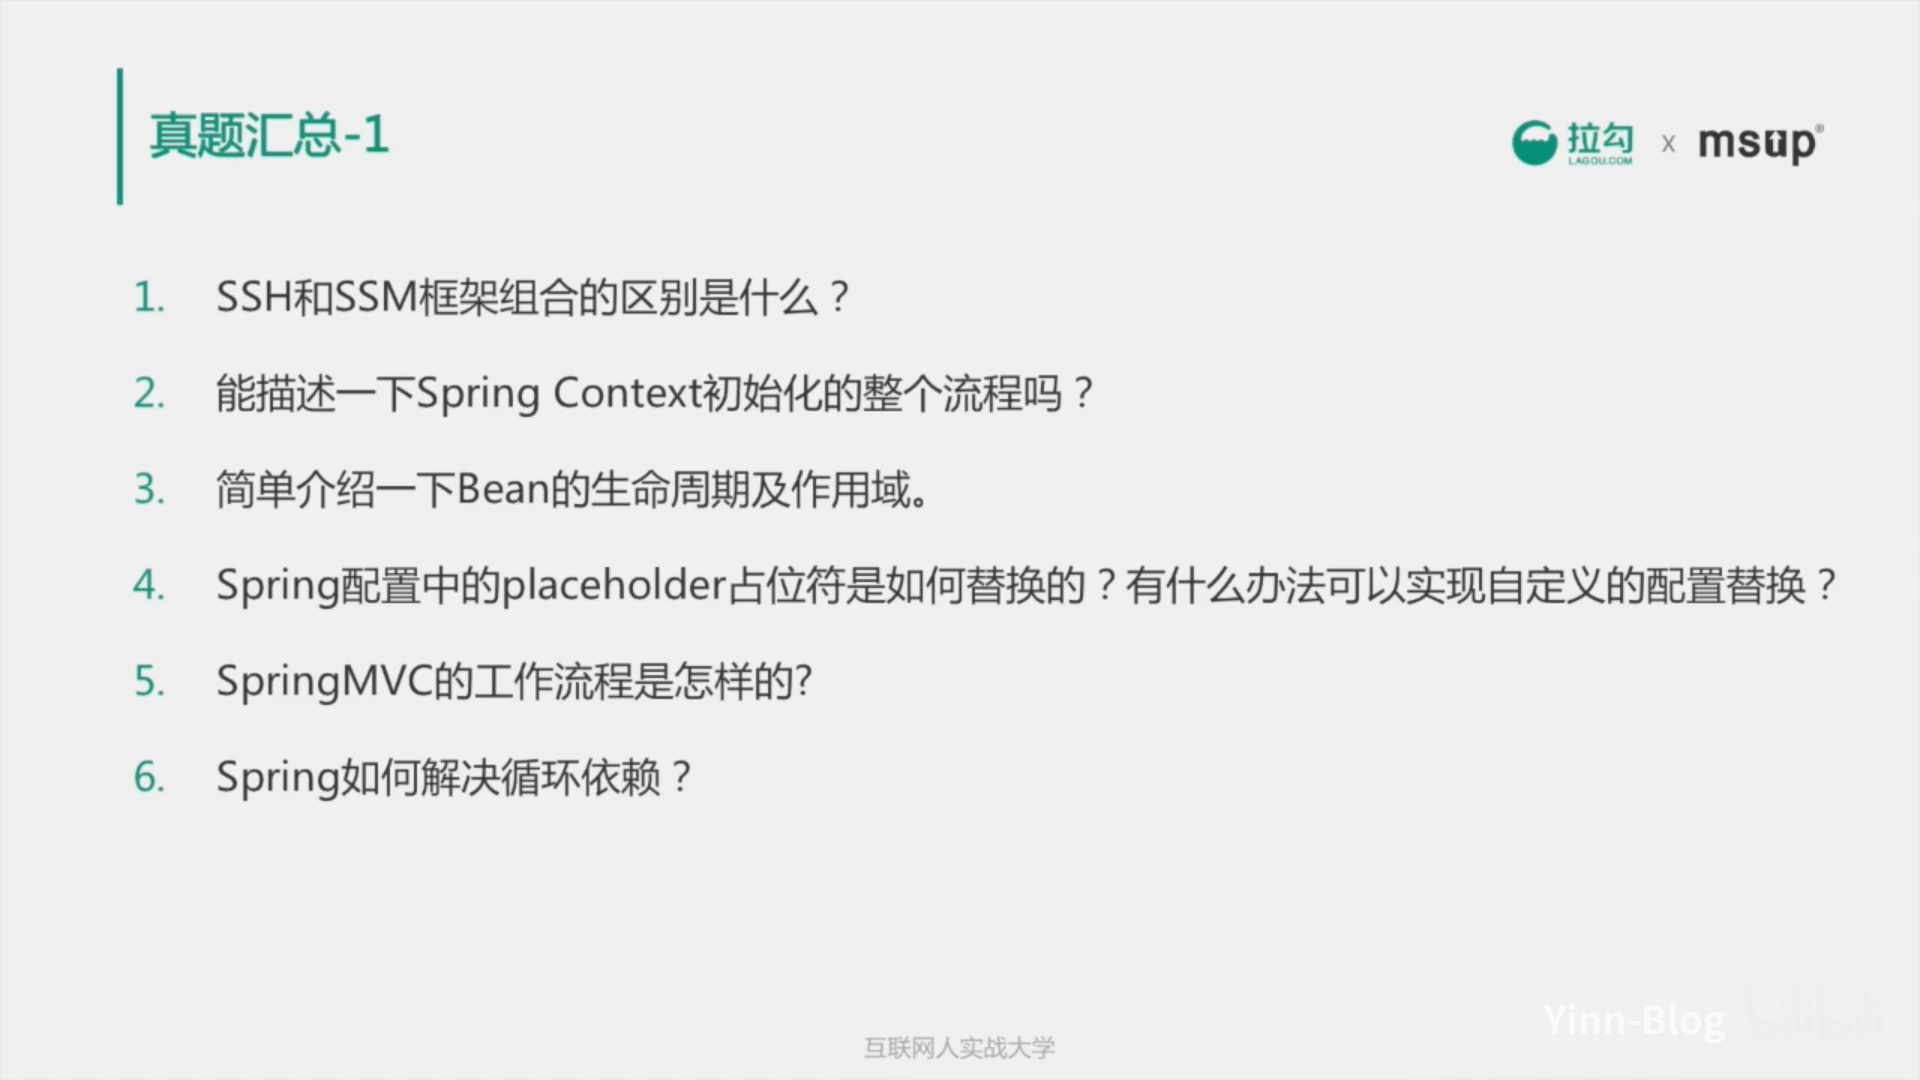 真题汇总-1
拉勾
LAGOU.COM
x
msup®
1. SSH和SSM框架组合的区别是什么？
2. 能描述一下Spring Context初始化的整个流程吗？
3. 简单介绍一下Bean的生命周期及作用域。
4. Spring配置中的placeholder占位符是如何替换的？有什么办法可以实现自定义的配置替换？
5. SpringMVC的工作流程是怎样的?
6. Spring如何解决循环依赖？
Yinn-Blog bilibili
互联网人实战大学